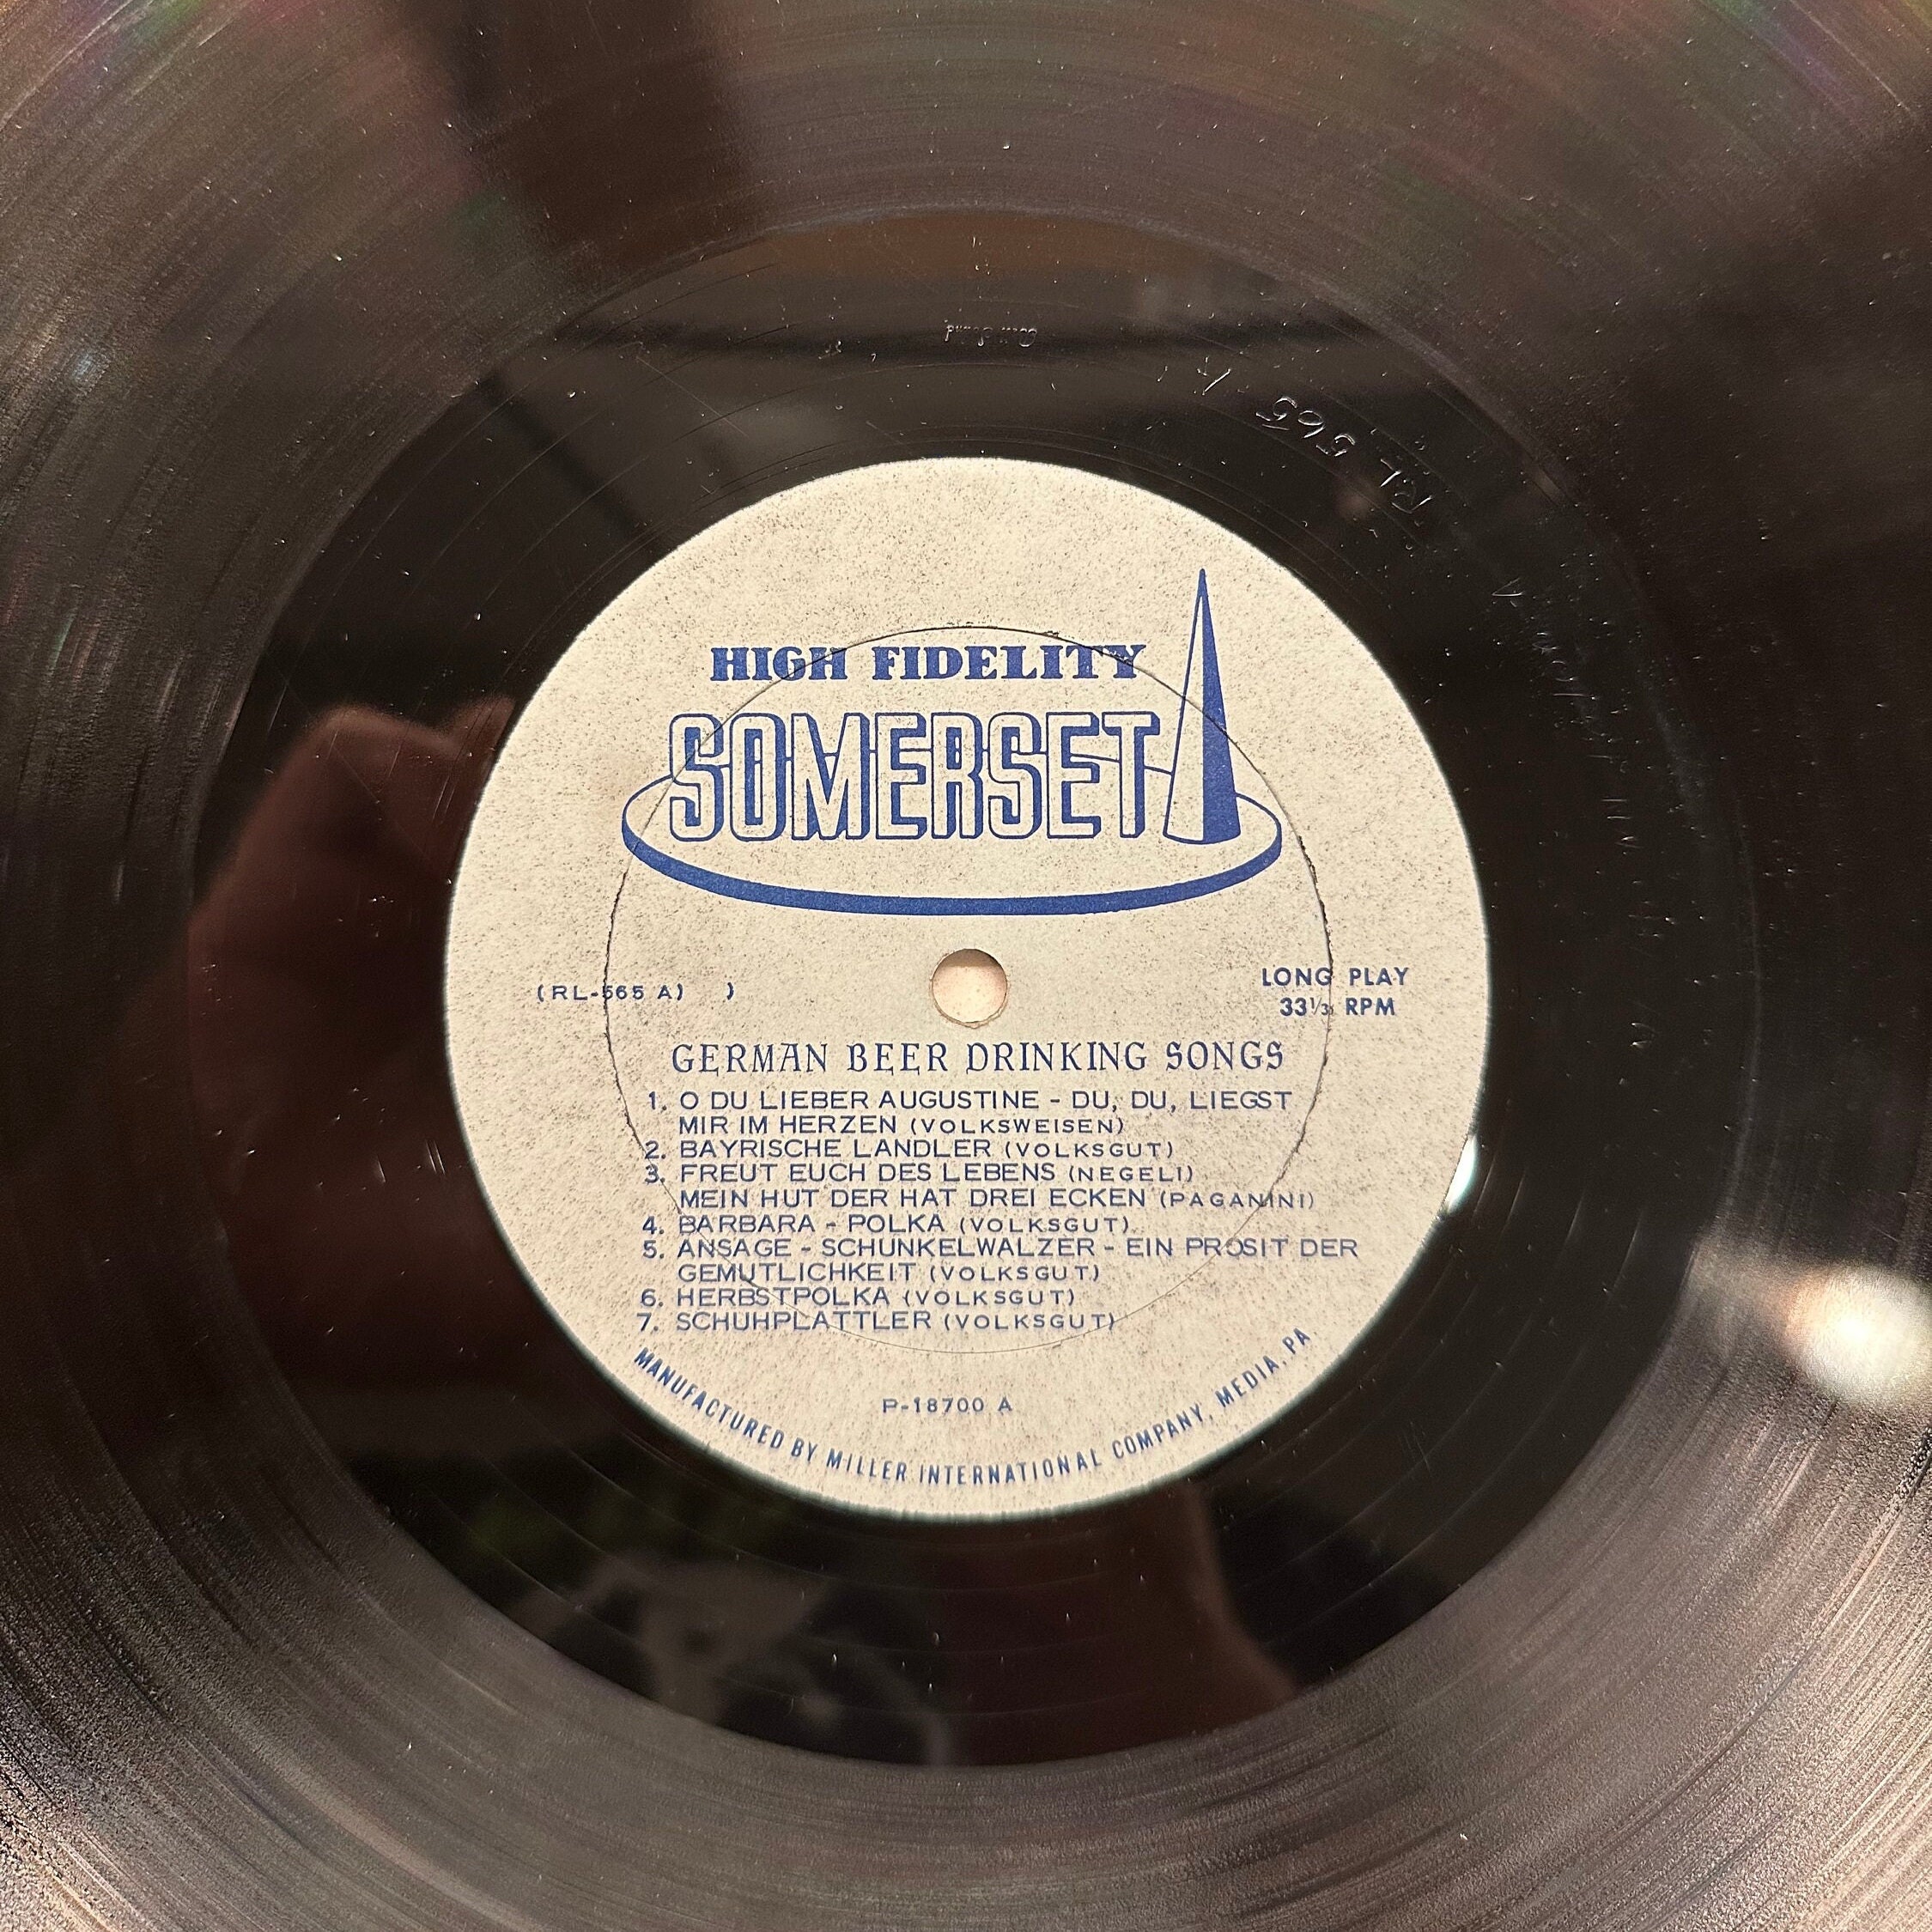 RL 565
HIGH FIDELITY
SOMERSET
(RL-565 A) )
LONG PLAY
33⅓ RPM
GERMAN BEER DRINKING SONGS
1. O DU LIEBER AUGUSTINE - DU, DU, LIEGST
MIR IM HERZEN (VOLKSWEISEN)
2. BAYRISCHE LANDLER (VOLKSGUT)
3. FREUT EUCH DES LEBENS (NEGELI)
MEIN HUT DER HAT DREI ECKEN (PAGANINI)
4. BARBARA - POLKA (VOLKSGUT)
5. ANSAGE - SCHUNKELWALZER - EIN PROSIT DER
GEMUTLICHKEIT (VOLKSGUT)
6. HERBSTPOLKA (VOLKSGUT)
7. SCHUHPLATTLER (VOLKSGUT)
P-18700 A
MANUFACTURED BY MILLER INTERNATIONAL COMPANY, MEDIA, PA